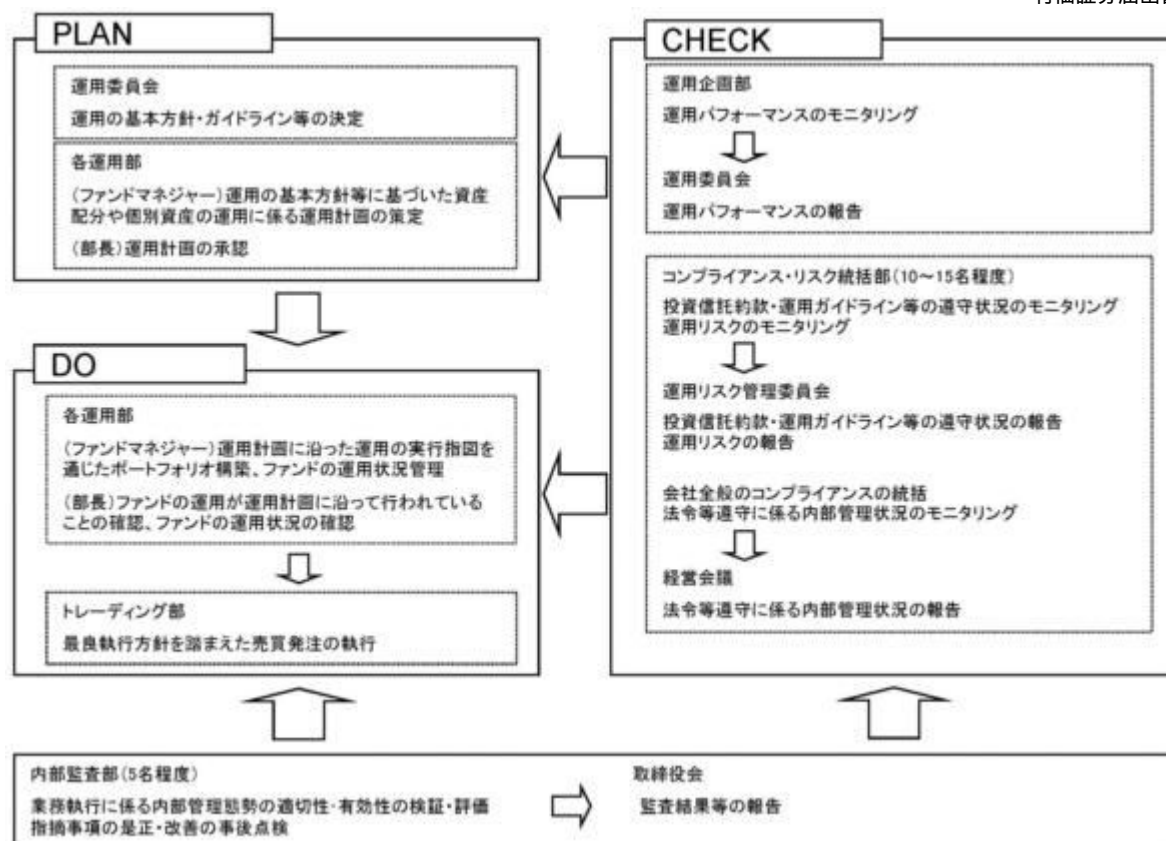 PLAN
運用委員会
運用の基本方針・ガイドライン等の決定
各運用部
(ファンドマネジャー)運用の基本方針等に基づいた資産
配分や個別資産の運用に係る運用計画の策定
(部長)運用計画の承認
DO
各運用部
(ファンドマネジャー)運用計画に沿った運用の実行指図を
通じたポートフォリオ構築、ファンドの運用状況管理
(部長)ファンドの運用が運用計画に沿って行われている
ことの確認、ファンドの運用状況の確認
トレーディング部
最良執行方針を踏まえた売買発注の執行
CHECK
運用企画部
運用パフォーマンスのモニタリング
運用委員会
運用パフォーマンスの報告
コンプライアンス・リスク統括部(10～15名程度)
投資信託約款・運用ガイドライン等の遵守状況のモニタリング
運用リスクのモニタリング
運用リスク管理委員会
投資信託約款・運用ガイドライン等の遵守状況の報告
運用リスクの報告
会社全般のコンプライアンスの統括
法令等遵守に係る内部管理状況のモニタリング
経営会議
法令等遵守に係る内部管理状況の報告
内部監査部(5名程度)
業務執行に係る内部管理態勢の適切性・有効性の検証・評価
指摘事項の是正・改善の事後点検
取締役会
監査結果等の報告